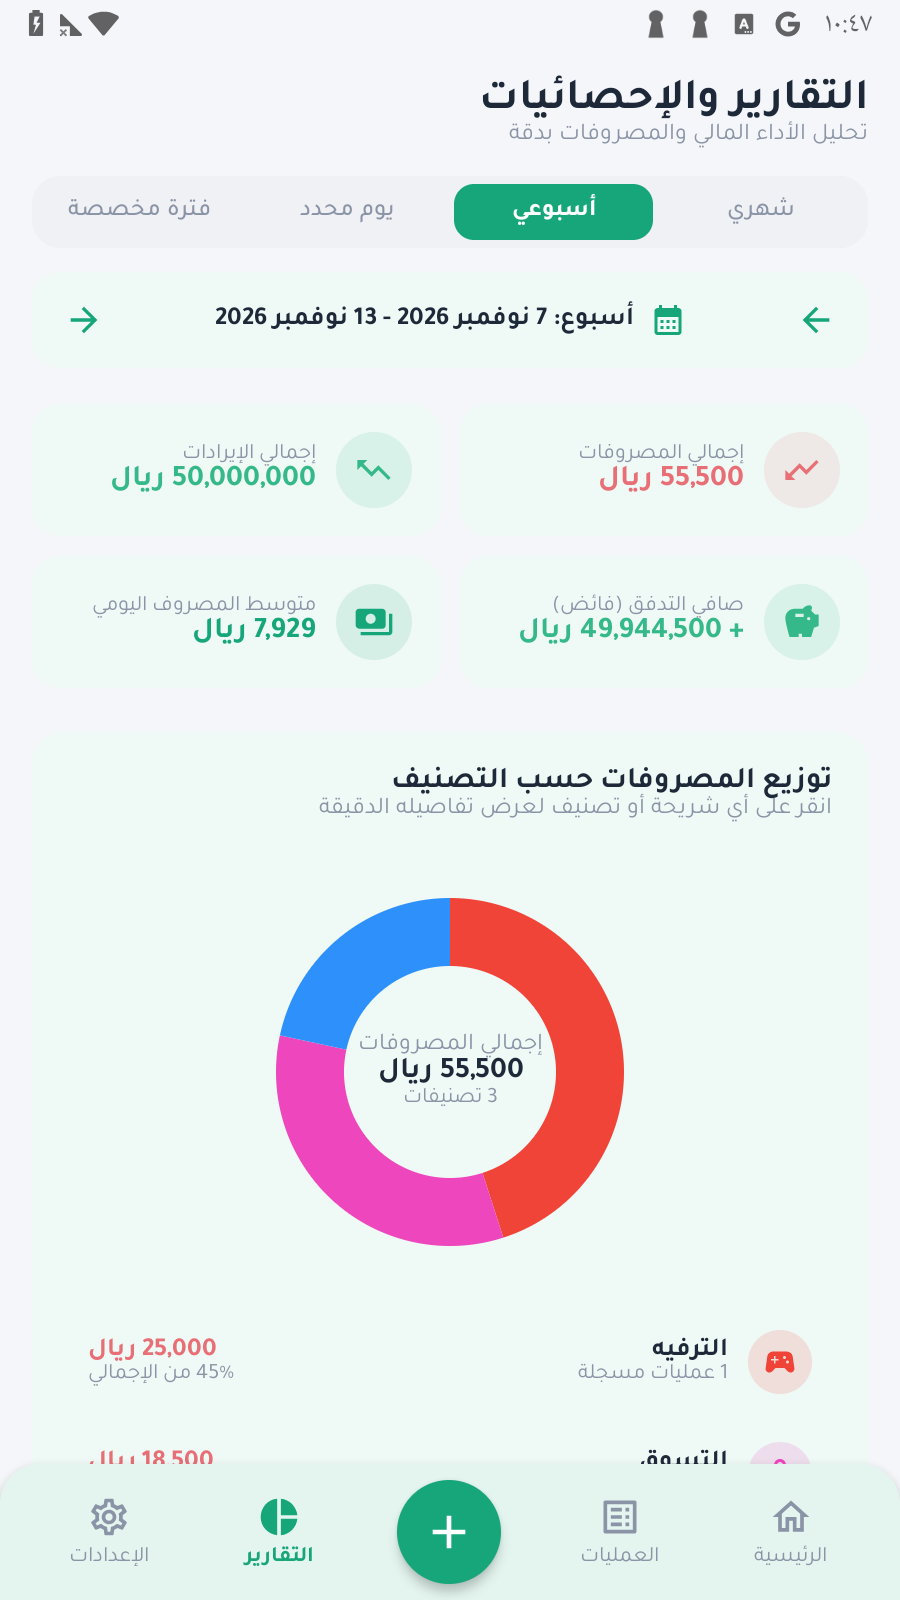 ١٠:٤٧
التقارير والإحصائيات
تحليل الأداء المالي والمصروفات بدقة
شهري
أسبوعي
يوم محدد
فترة مخصصة
أسبوع: 7 نوفمبر 2026 - 13 نوفمبر 2026
إجمالي المصروفات
55,500 ريال
إجمالي الإيرادات
50,000,000 ريال
صافي التدفق (فائض)
+ 49,944,500 ريال
متوسط المصروف اليومي
7,929 ريال
توزيع المصروفات حسب التصنيف
انقر على أي شريحة أو تصنيف لعرض تفاصيله الدقيقة
إجمالي المصروفات
55,500 ريال
3 تصنيفات
الترفيه
1 عمليات مسجلة
25,000 ريال
45% من الإجمالي
التسوق
18,500 ريال
الرئيسية
العمليات
التقارير
الإعدادات